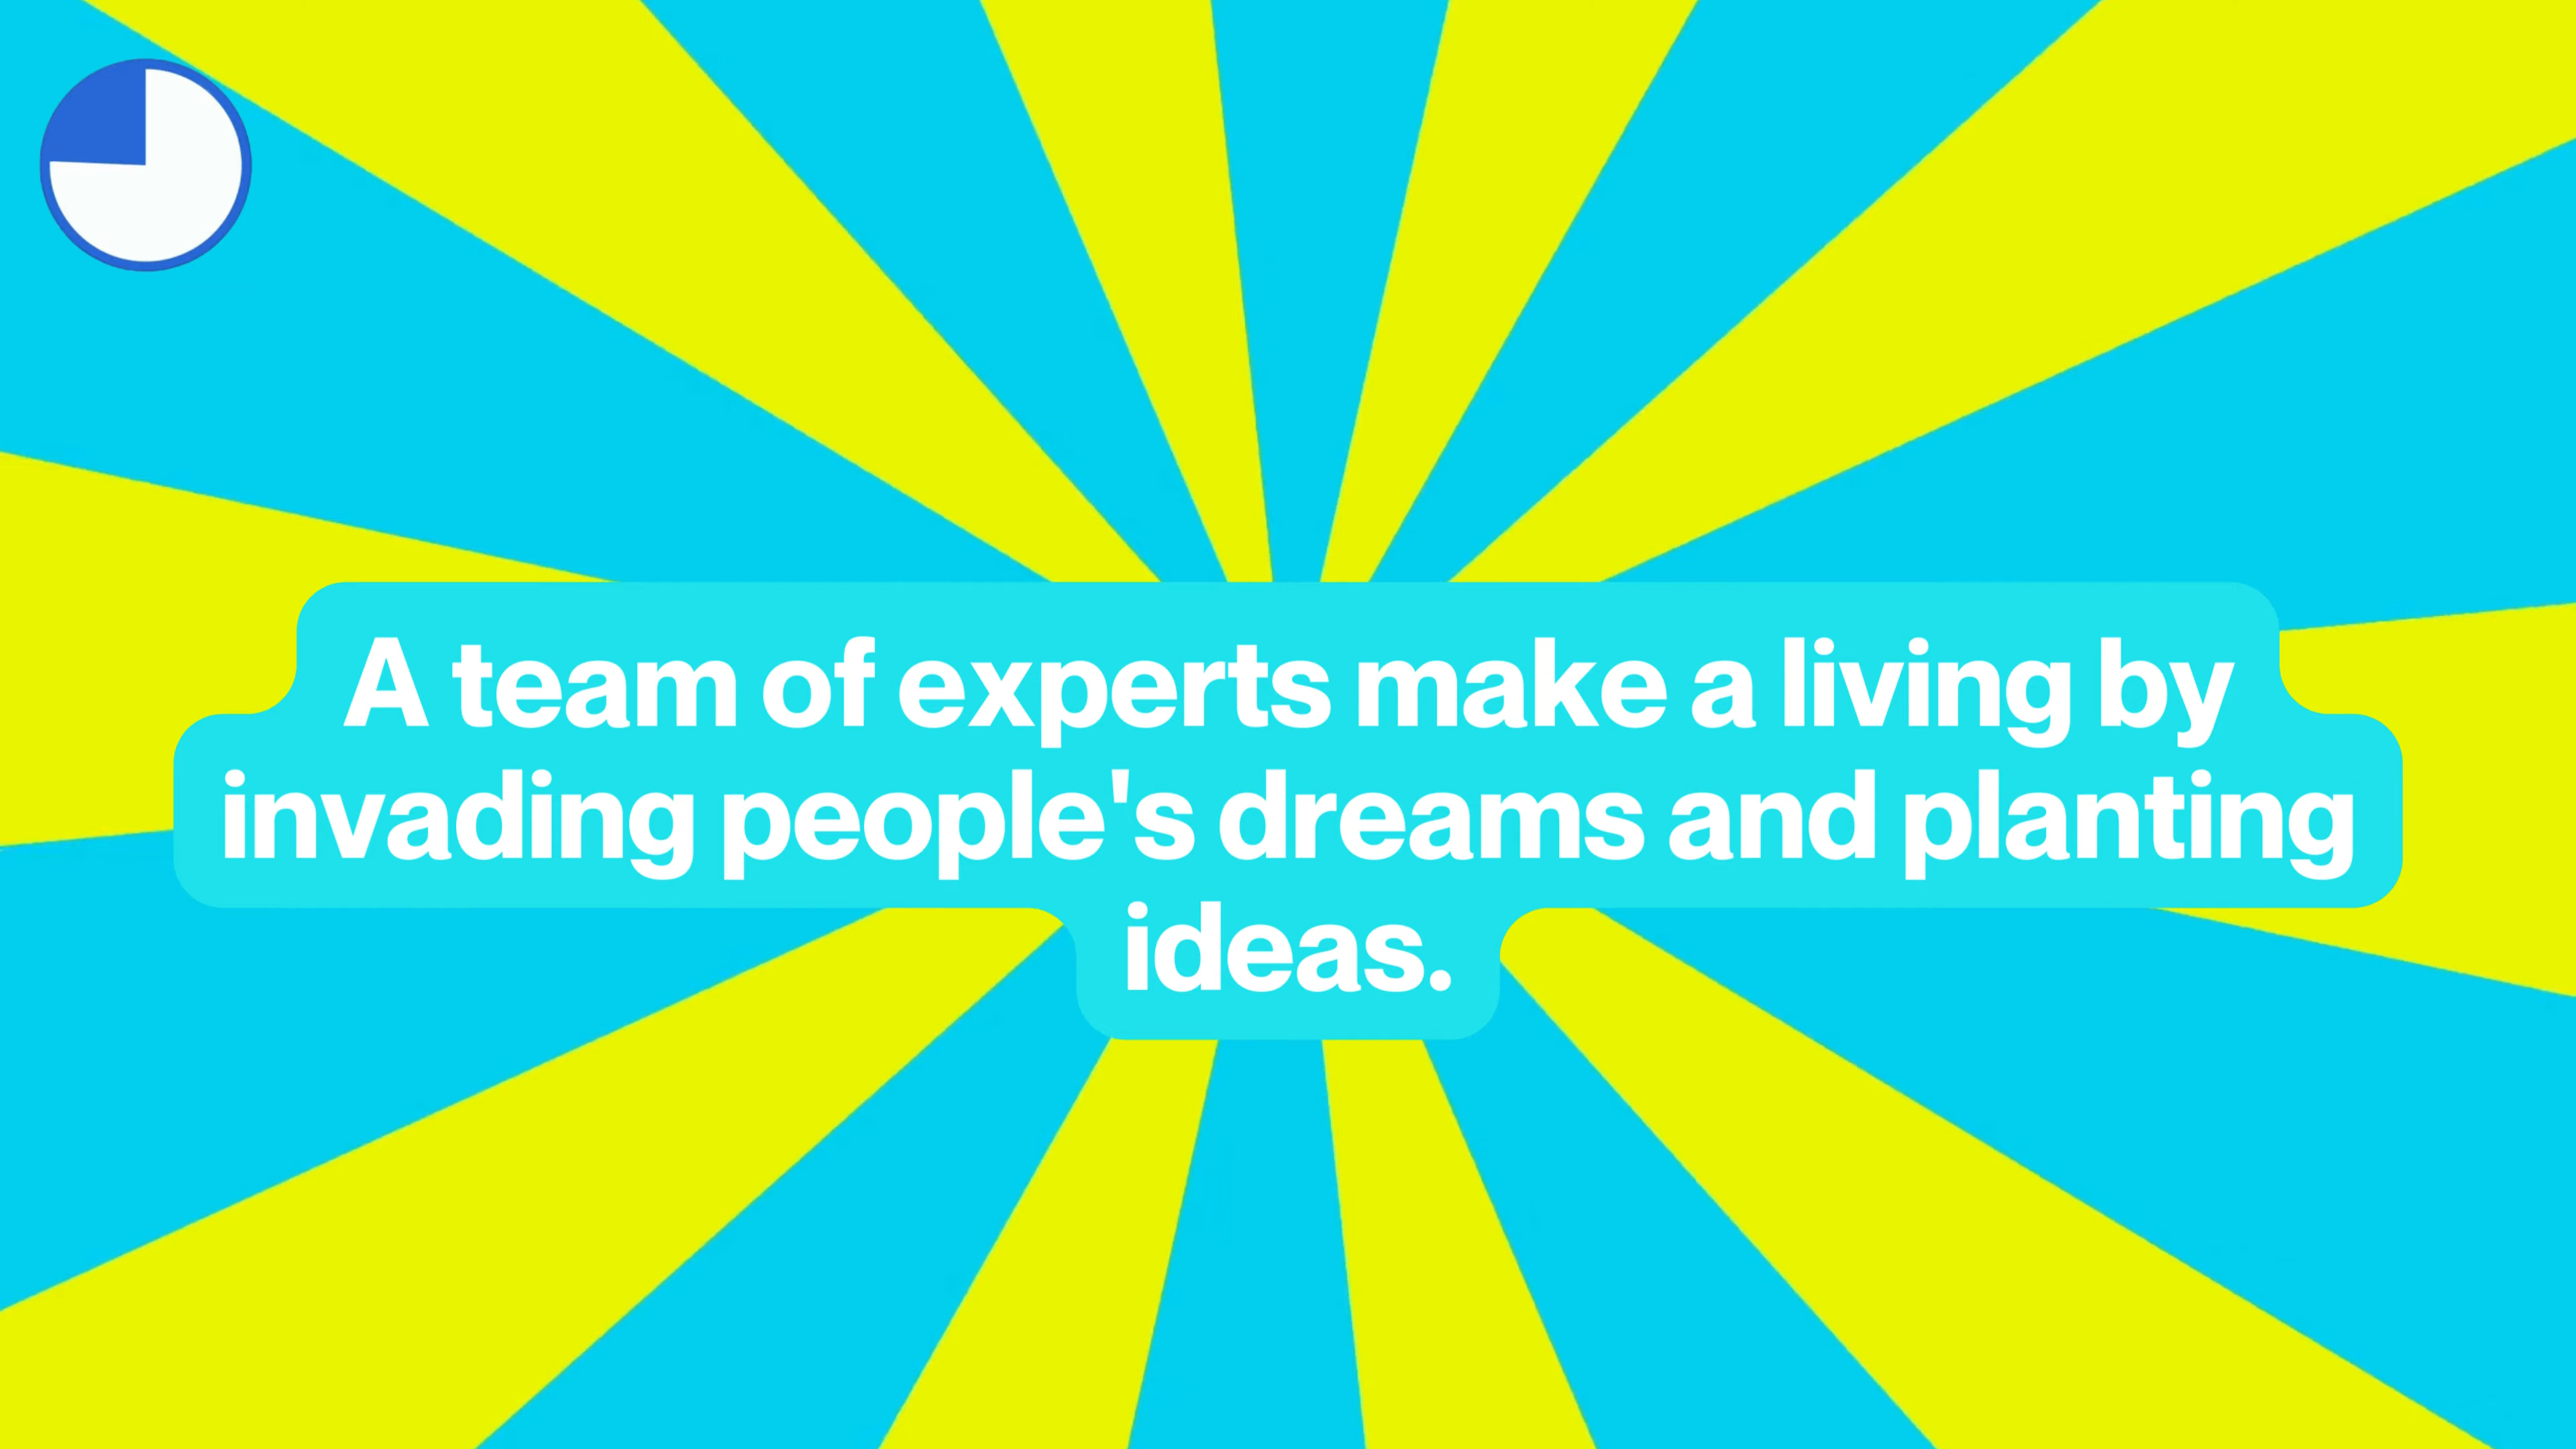 A team of experts make a living by
invading people's dreams and planting
ideas.